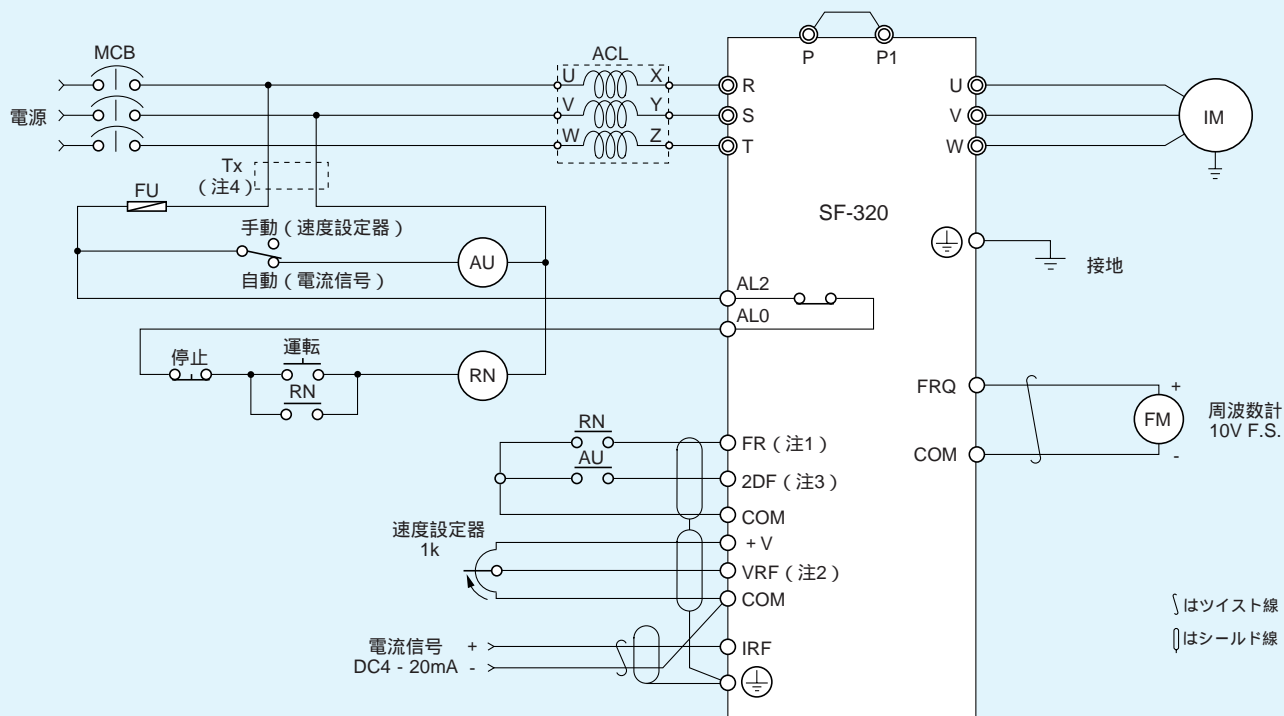 P
P1
MCB
ACL
U
X
R
U
V
Y
S
V
IM
電源
W
Z
T
W
Tx
（注4）
FU
SF-320
手動（速度設定器）
AU
自動（電流信号）
接地
AL2
AL0
停止
運転
RN
RN
FRQ
+
FM
周波数計
10V F.S.
COM
-
RN
FR（注1）
AU
2DF（注3）
COM
速度設定器
1k
+V
VRF（注2）
COM
はツイスト線
はシールド線
電流信号 +
DC4 - 20mA -
IRF